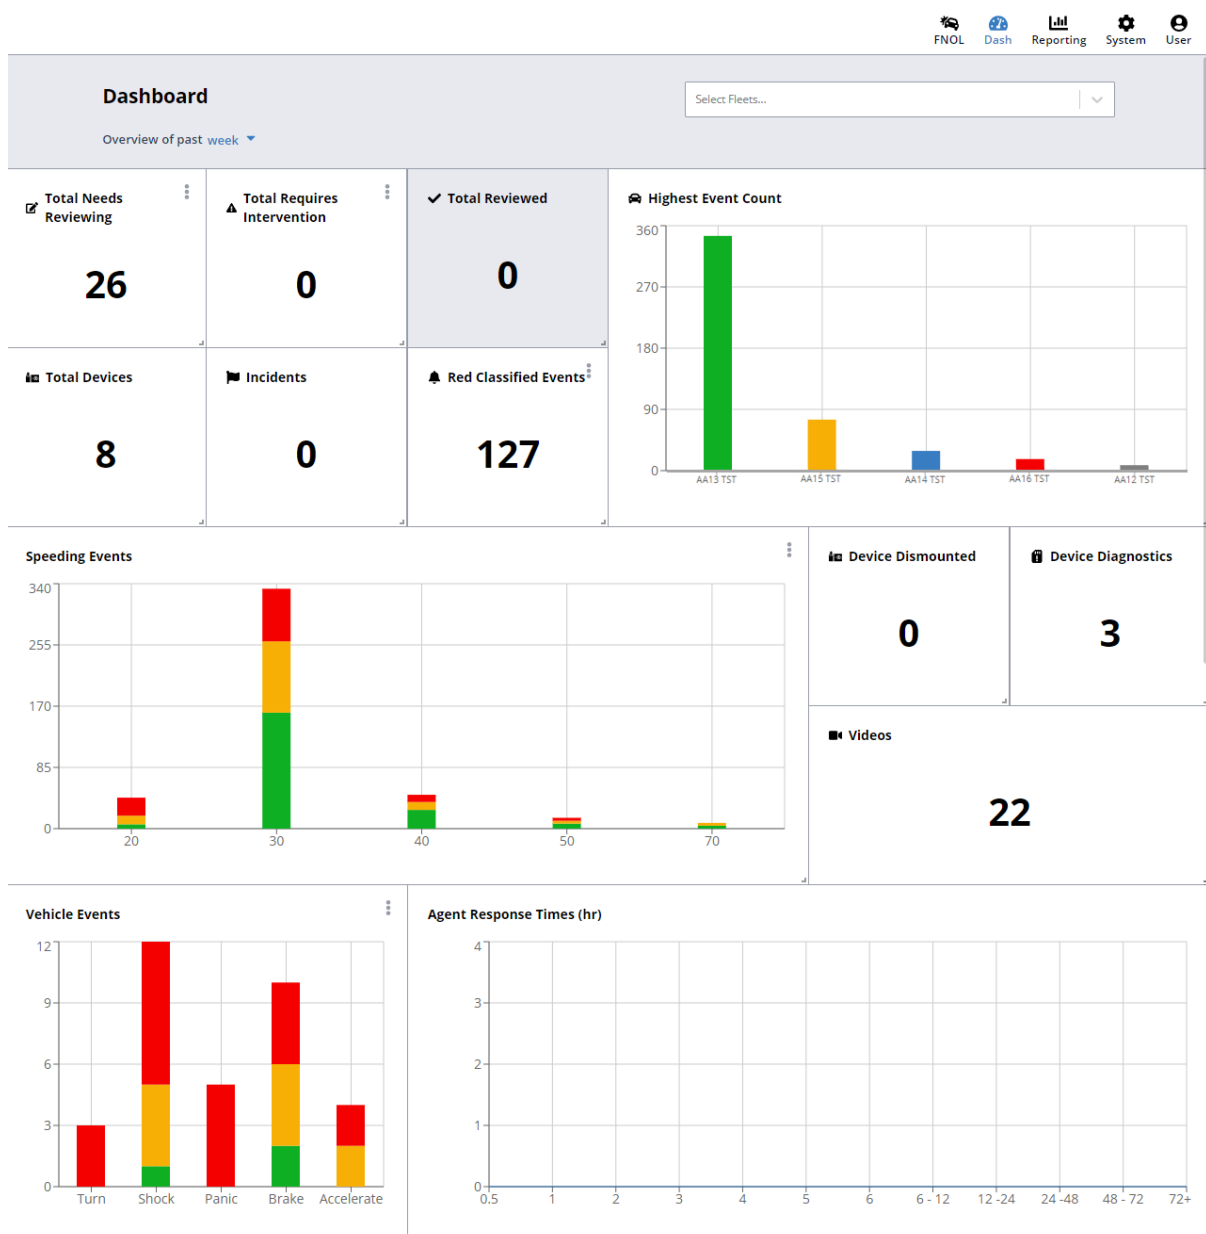 FNOL Dash Reporting System User
Dashboard
Select Fleets...
Overview of past week
Total Needs Reviewing
26
Total Requires Intervention
0
Total Reviewed
0
Highest Event Count
360
270
180
90
0
AA13 TST AA15 TST AA14 TST AA16 TST AA12 TST
Total Devices
8
Incidents
0
Red Classified Events
127
Speeding Events
340
255
170
85
0
20 30 40 50 70
Device Dismounted
0
Device Diagnostics
3
Videos
22
Vehicle Events
12
9
6
3
0
Turn Shock Panic Brake Accelerate
Agent Response Times (hr)
4
3
2
1
0
0.5 1 2 3 4 5 6 6 - 12 12 -24 24 -48 48 - 72 72+